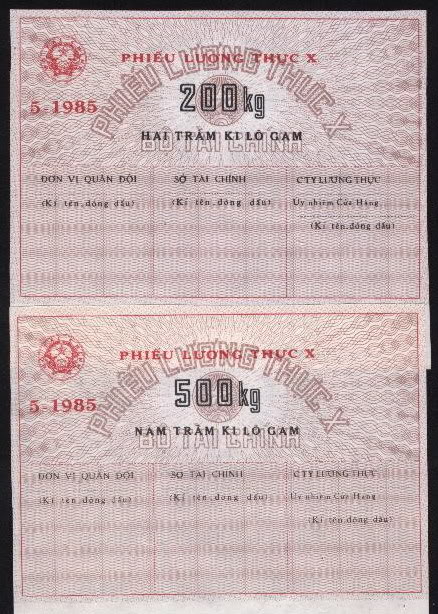 PHIẾU LƯƠNG THỰC X
PHIẾU LƯƠNG THỰC X
5-1985
200kg
HAI TRĂM KI LÔ GAM
BỘ TÀI CHÍNH
ĐƠN VỊ QUÂN ĐỘI
SỞ TÀI CHÍNH
CTY LƯƠNG THỰC
(Kí tên, đóng dấu)
(Kí tên, đóng dấu)
Uỷ nhiệm Cửa Hàng
(Kí tên, đóng dấu)
PHIẾU LƯƠNG THỰC X
PHIẾU LƯƠNG THỰC X
5-1985
500kg
NĂM TRĂM KI LÔ GAM
BỘ TÀI CHÍNH
ĐƠN VỊ QUÂN ĐỘI
SỞ TÀI CHÍNH
CTY LƯƠNG THỰC
(Kí tên, đóng dấu)
(Kí tên, đóng dấu)
Uỷ nhiệm Cửa Hàng
(Kí tên, đóng dấu)